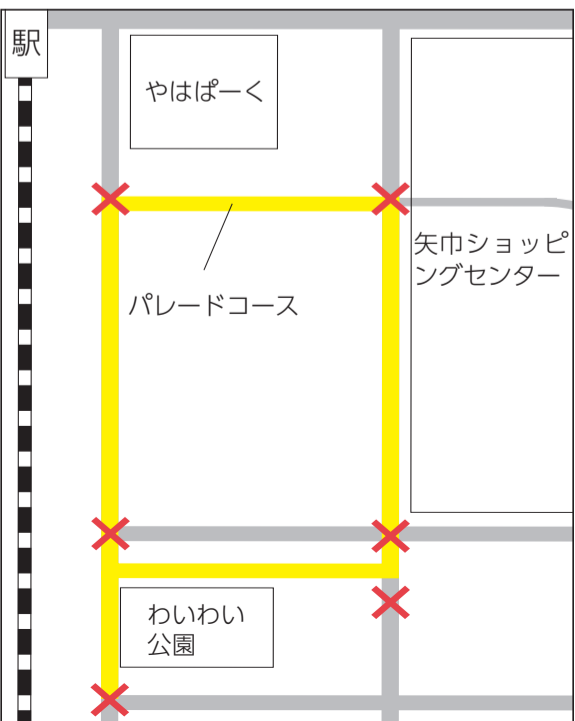 駅
やはぱーく
矢巾ショッピ
ングセンター
パレードコース
わいわい
公園